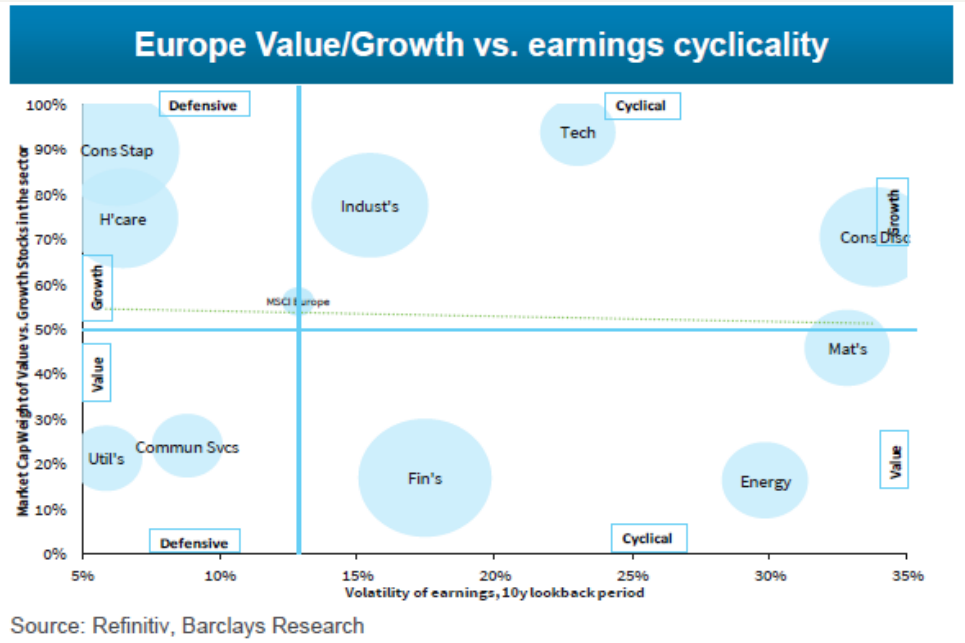 Europe Value/Growth vs. earnings cyclicality
Market Cap Weight of Value vs. Growth Stocks in the sector
100%
90%
80%
70%
60%
50%
40%
30%
20%
10%
0%
Defensive
Cyclical
Cons Stap
Tech
H'care
Indust's
Growth
Cons Disc
Growth
MSCI Europe
Value
Mat's
Util's
Commun Svcs
Fin's
Energy
Value
Defensive
Cyclical
5%
10%
15%
20%
25%
30%
35%
Volatility of earnings, 10y lookback period
Source: Refinitiv, Barclays Research